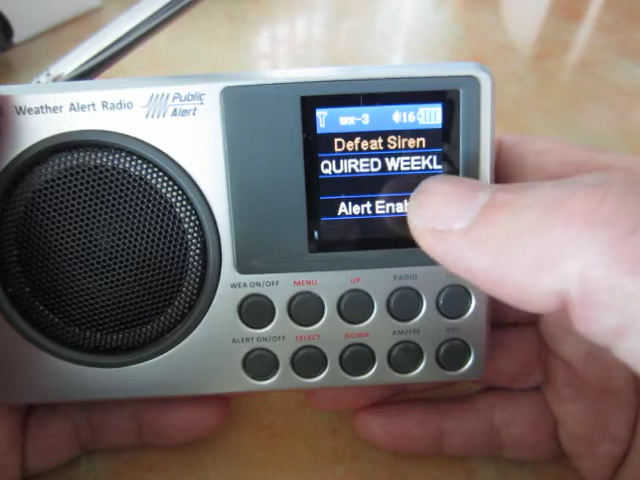 Weather Alert Radio
Public
Alert
wx-3 16
Defeat Siren
QUIRED WEEKL
Alert Enab
WEA ON/OFF MENU UP RADIO
ALERT ON/OFF SELECT DOWN AM/FM